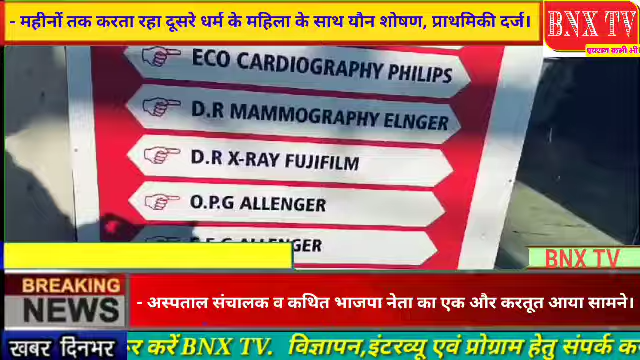 - महीनों तक करता रहा दूसरे धर्म के महिला के साथ यौन शोषण, प्राथमिकी दर्ज।
BNX TV
ECO CARDIOGRAPHY PHILIPS
D.R MAMMOGRAPHY ELNGER
D.R X-RAY FUJIFILM
O.P.G ALLENGER
ALLENGER
BNX TV
BREAKING
NEWS
- अस्पताल संचालक व कथित भाजपा नेता का एक और करतूत आया सामने।
खबर दिनभर
करें BNX TV. विज्ञापन,इंटरव्यू एवं प्रोग्राम हेतु संपर्क